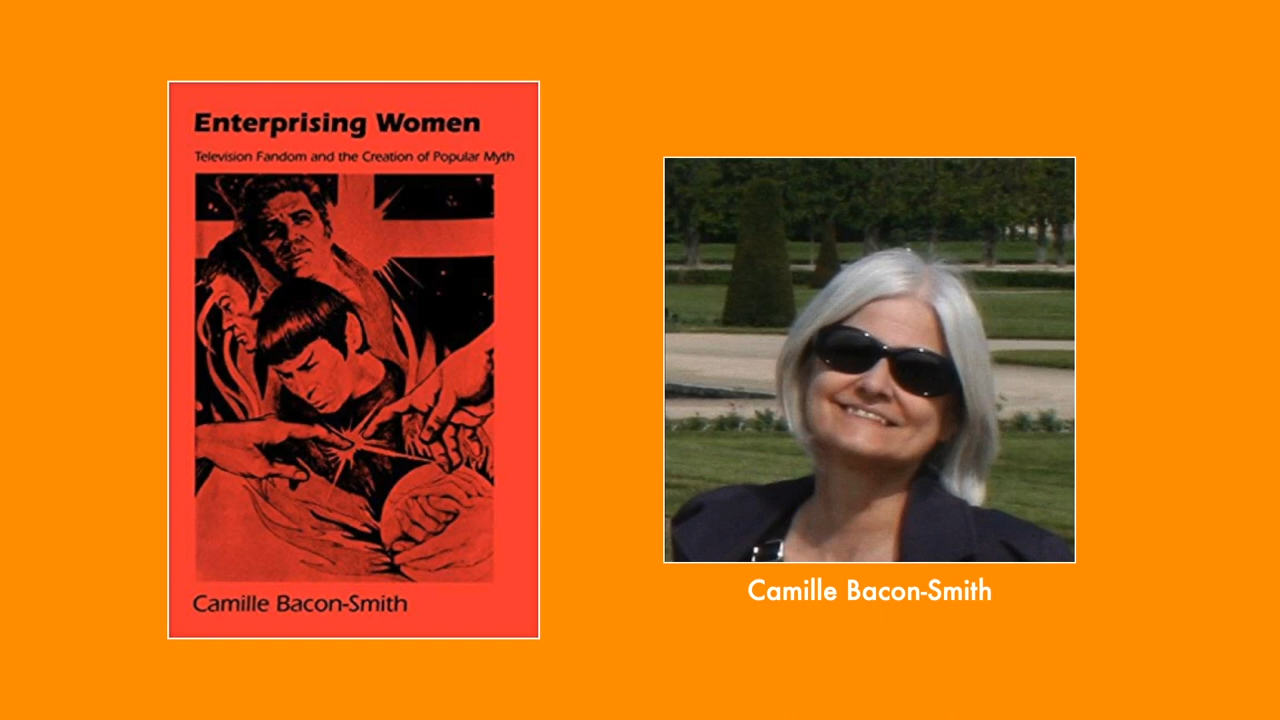 Enterprising Women
Television Fandom and the Creation of Popular Myth
Camille Bacon-Smith
Camille Bacon-Smith